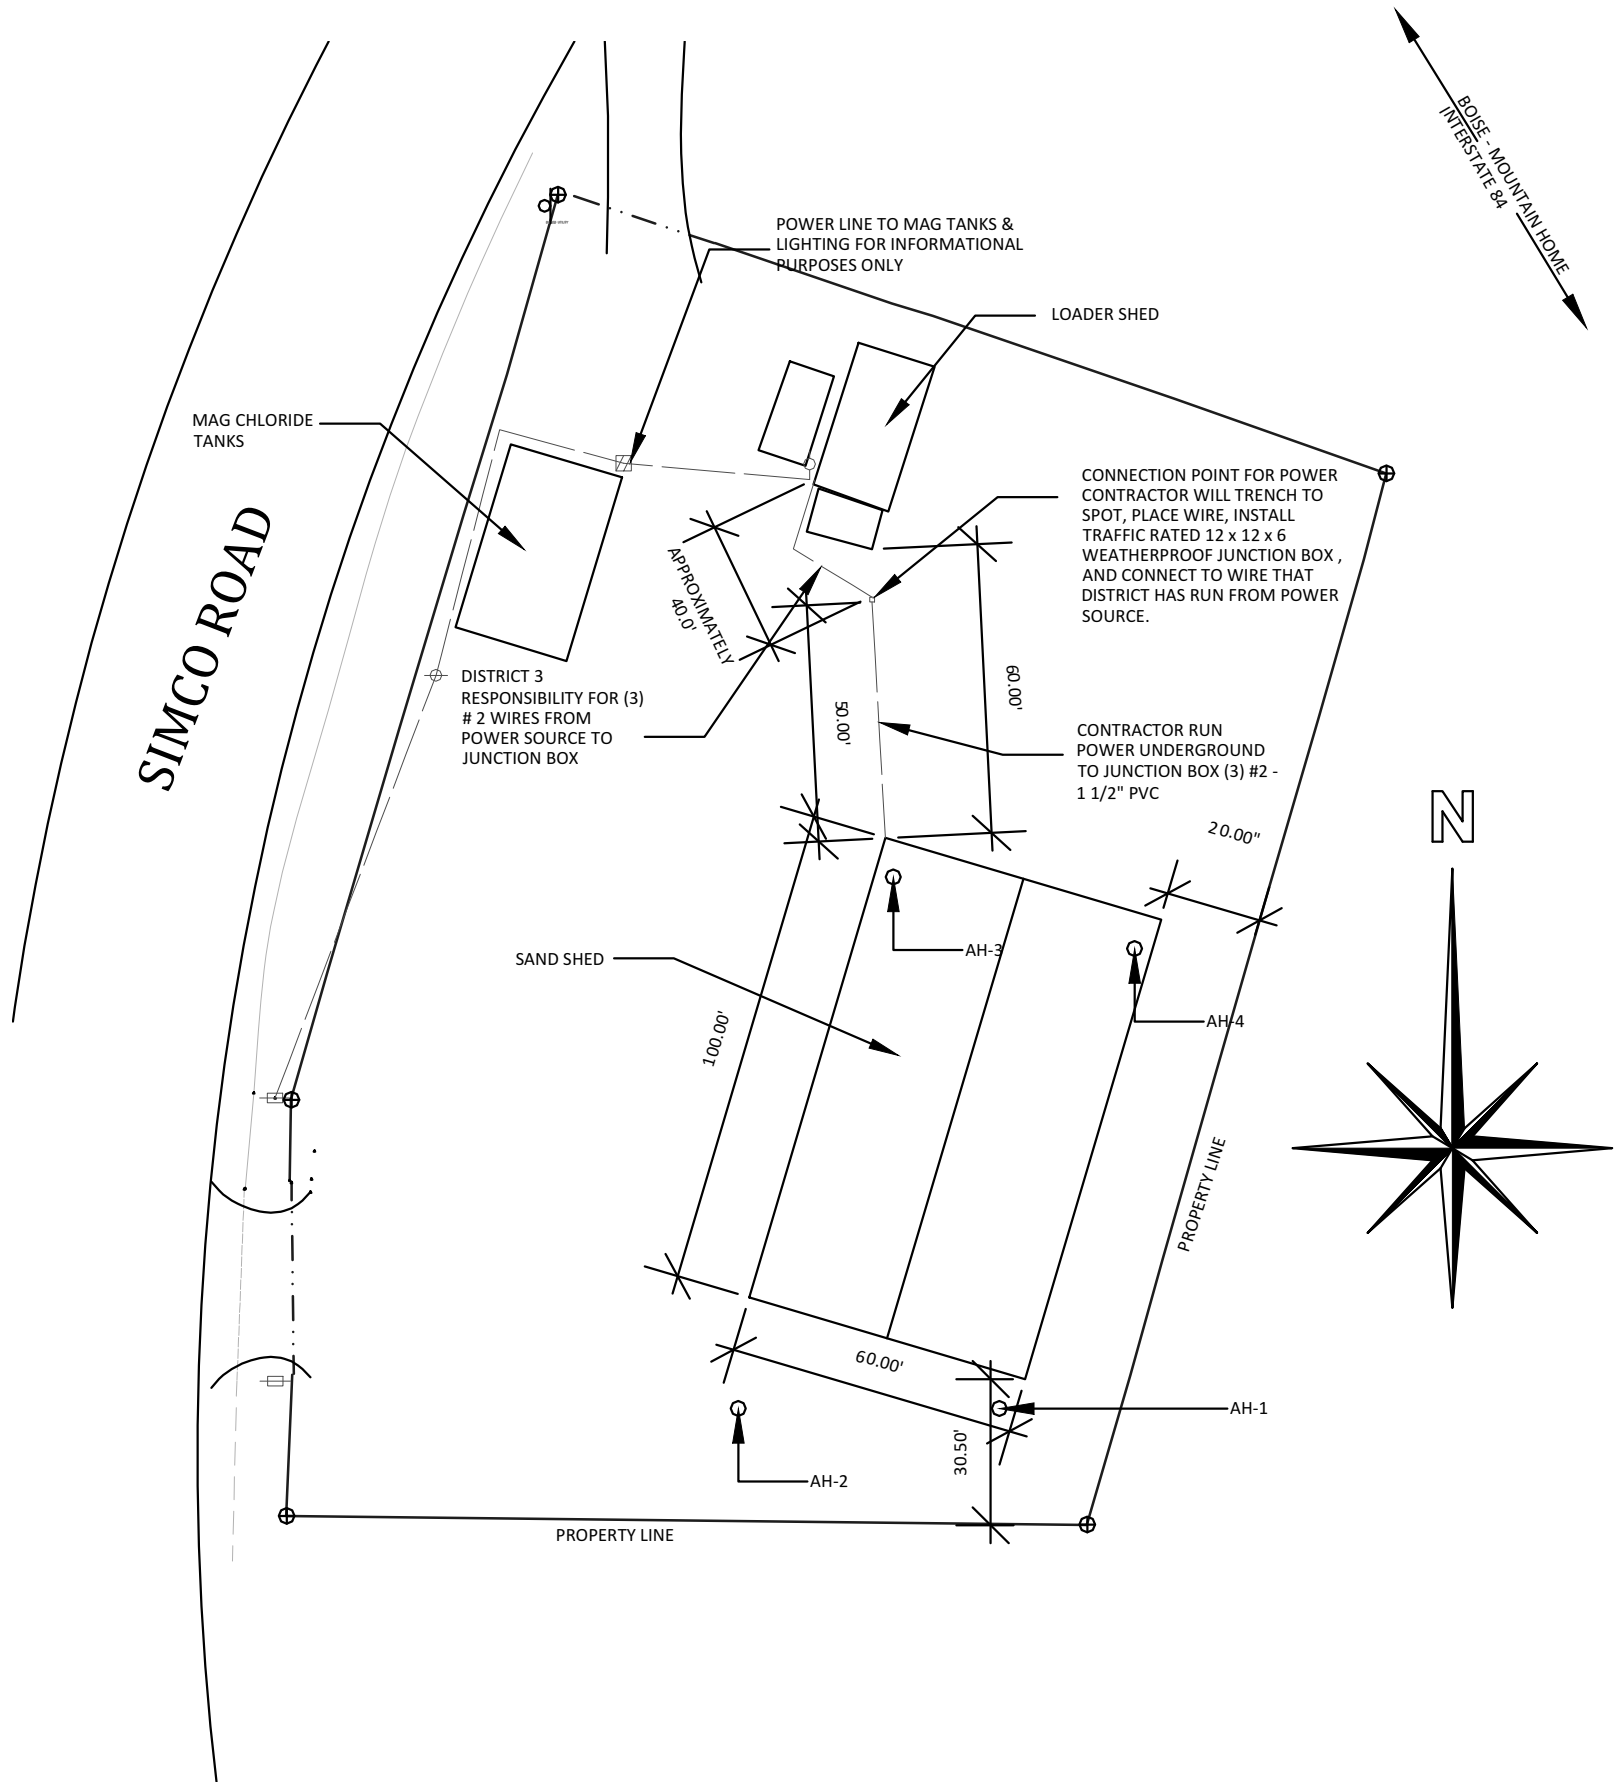 BOISE - MOUNTAIN HOME
INTERSTATE 84
POWER LINE TO MAG TANKS &
LIGHTING FOR INFORMATIONAL
PURPOSES ONLY
LOADER SHED
MAG CHLORIDE
TANKS
CONNECTION POINT FOR POWER
CONTRACTOR WILL TRENCH TO
SPOT, PLACE WIRE, INSTALL
TRAFFIC RATED 12 x 12 x 6
WEATHERPROOF JUNCTION BOX ,
AND CONNECT TO WIRE THAT
DISTRICT HAS RUN FROM POWER
SOURCE.
SIMCO ROAD
APPROXIMATELY
40.0'
DISTRICT 3
RESPONSIBILITY FOR (3)
# 2 WIRES FROM
POWER SOURCE TO
JUNCTION BOX
50.00'
60.00'
CONTRACTOR RUN
POWER UNDERGROUND
TO JUNCTION BOX (3) #2 -
1 1/2" PVC
20.00"
N
AH-3
SAND SHED
AH-4
100.00'
PROPERTY LINE
60.00'
AH-1
30.50'
AH-2
PROPERTY LINE